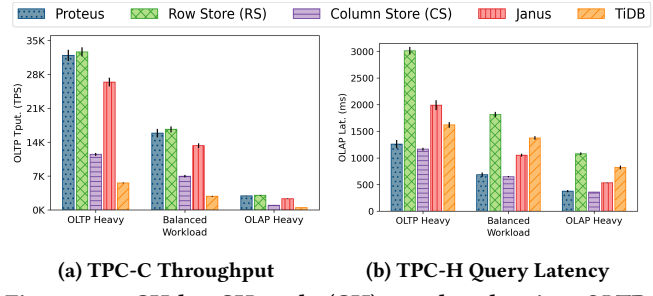 Proteus Row Store (RS) Column Store (CS) Janus TiDB
35K
28K
21K
14K
7K
0K
OLTP Tput. (TPS)
OLTP Heavy Balanced OLAP Heavy
Workload
3000
2500
2000
1500
1000
500
0
OLAP Lat. (ms)
OLTP Heavy Balanced OLAP Heavy
Workload
(a) TPC-C Throughput (b) TPC-H Query Latency